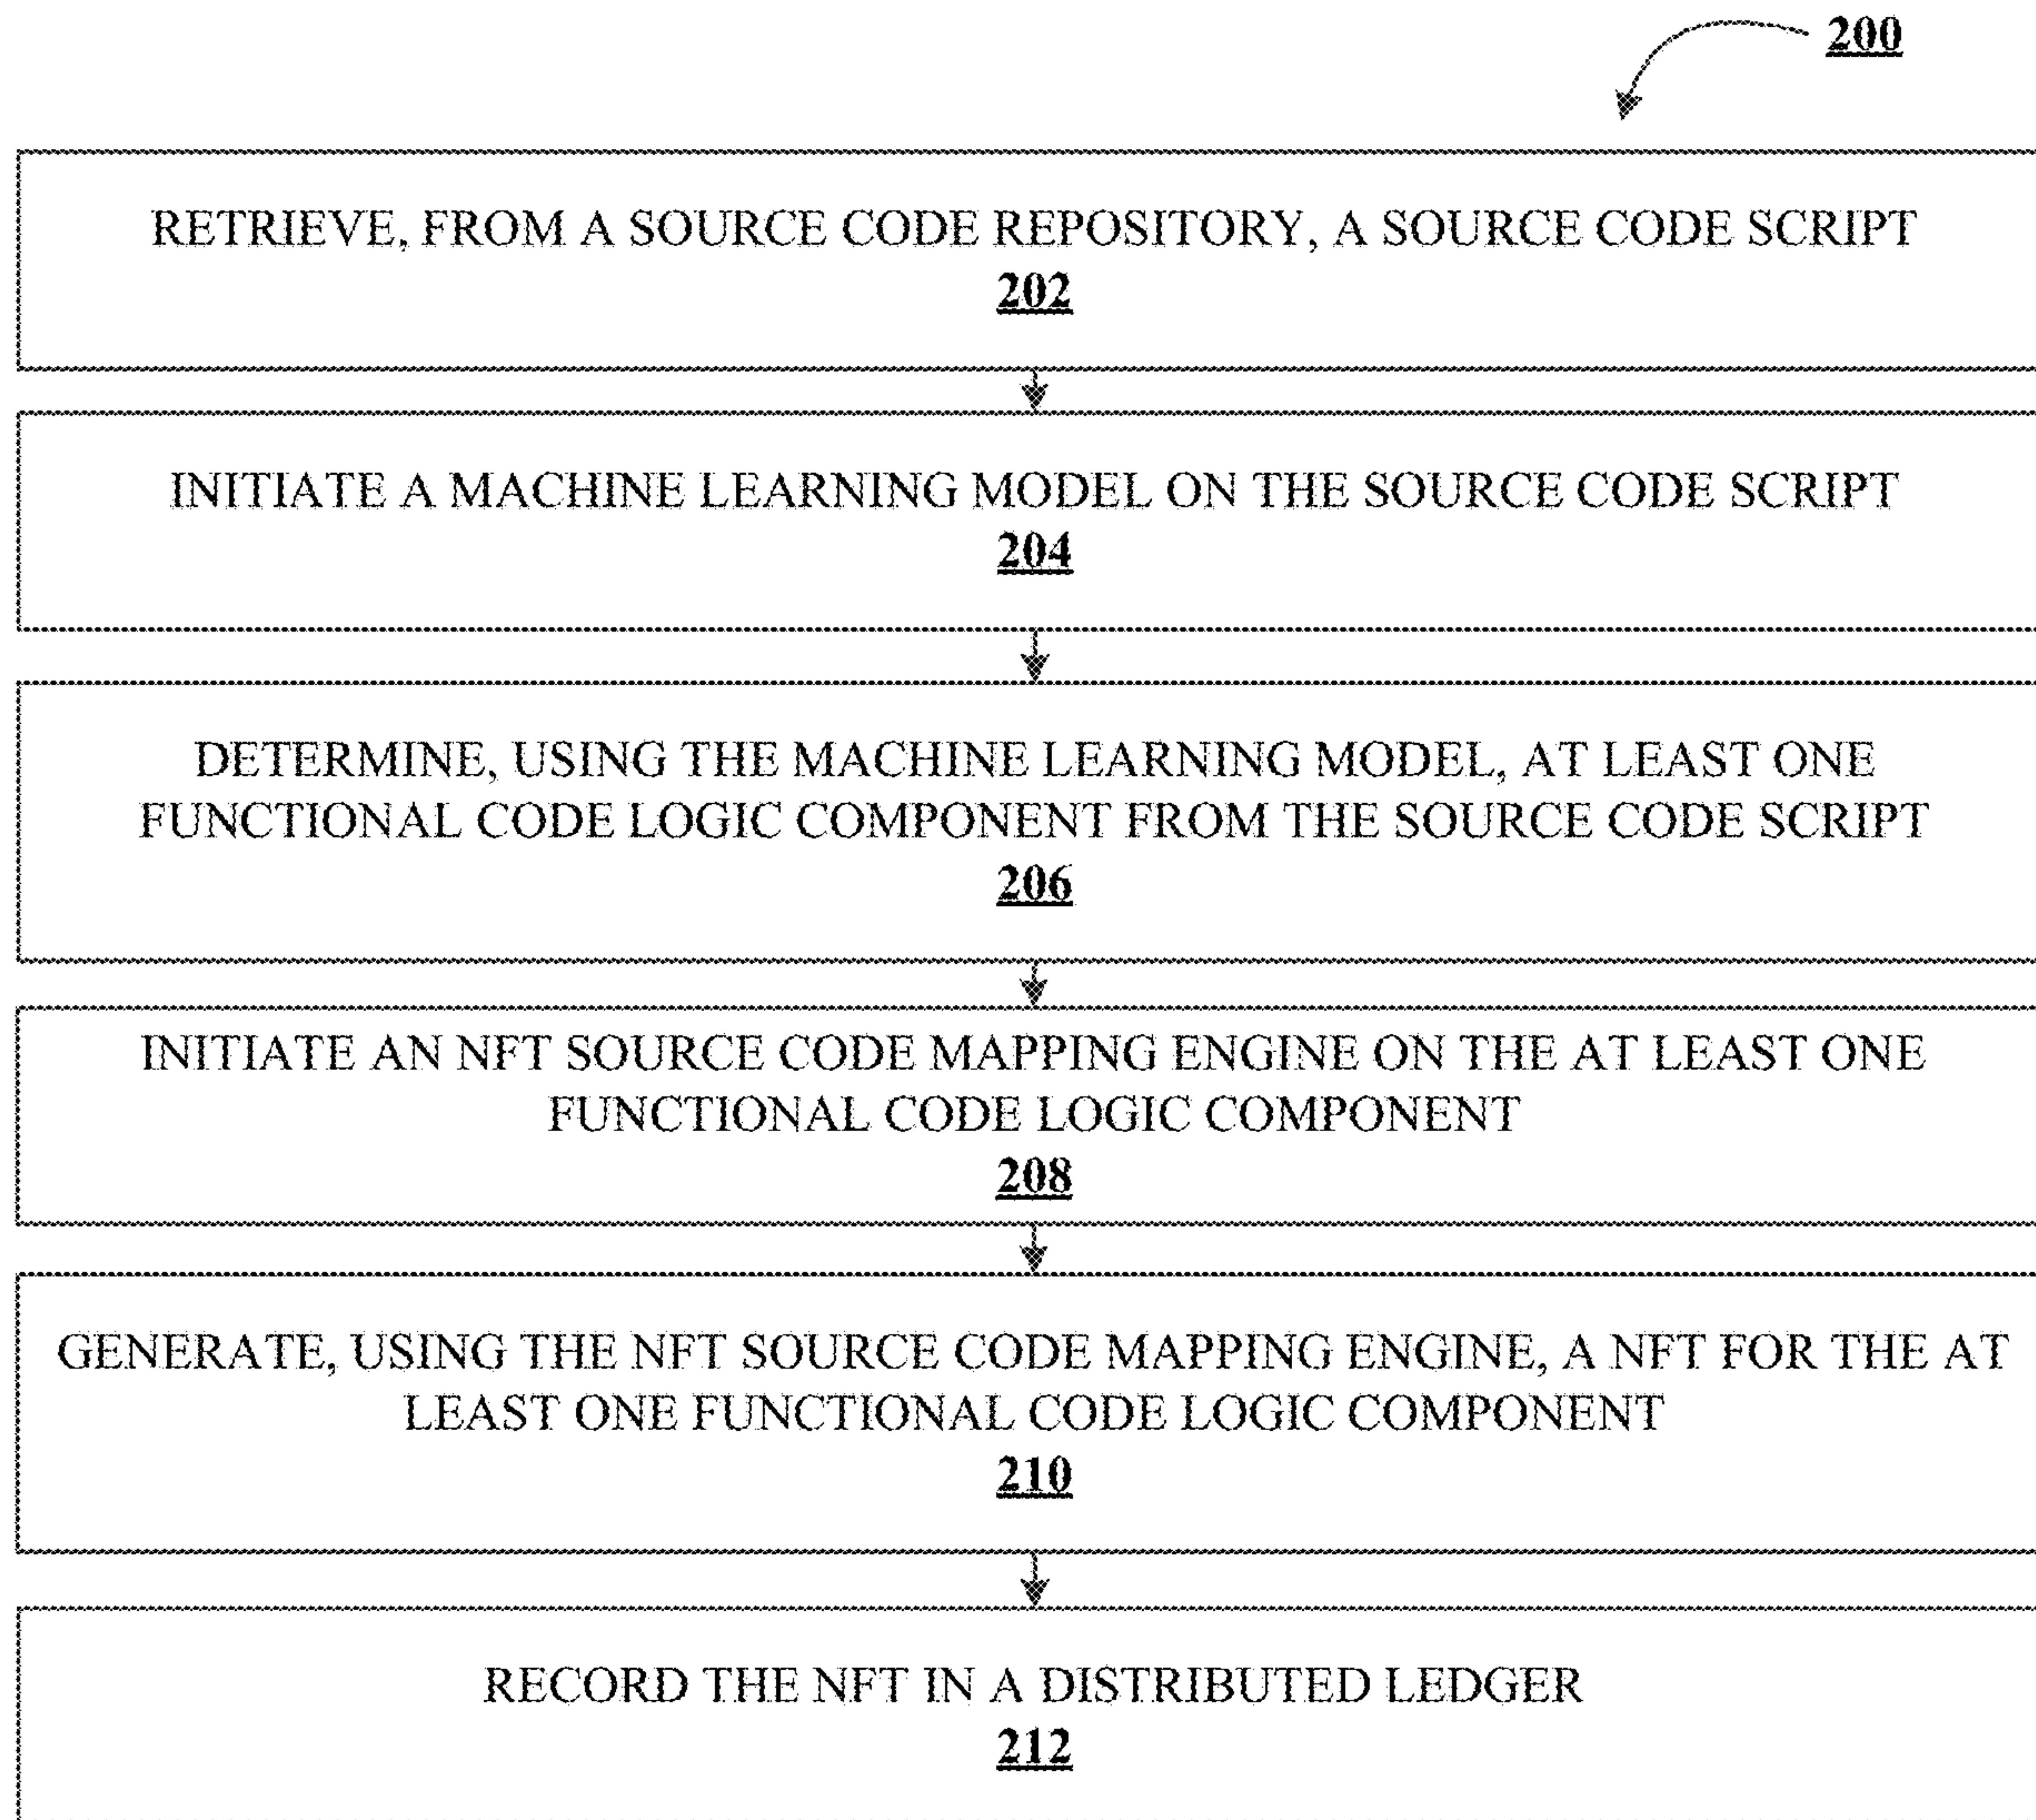 200
RETRIEVE, FROM A SOURCE CODE REPOSITORY, A SOURCE CODE SCRIPT
202
INITIATE A MACHINE LEARNING MODEL ON THE SOURCE CODE SCRIPT
204
DETERMINE, USING THE MACHINE LEARNING MODEL, AT LEAST ONE
FUNCTIONAL CODE LOGIC COMPONENT FROM THE SOURCE CODE SCRIPT
206
INITIATE AN NFT SOURCE CODE MAPPING ENGINE ON THE AT LEAST ONE
FUNCTIONAL CODE LOGIC COMPONENT
208
GENERATE, USING THE NFT SOURCE CODE MAPPING ENGINE, A NFT FOR THE AT
LEAST ONE FUNCTIONAL CODE LOGIC COMPONENT
210
RECORD THE NFT IN A DISTRIBUTED LEDGER
212